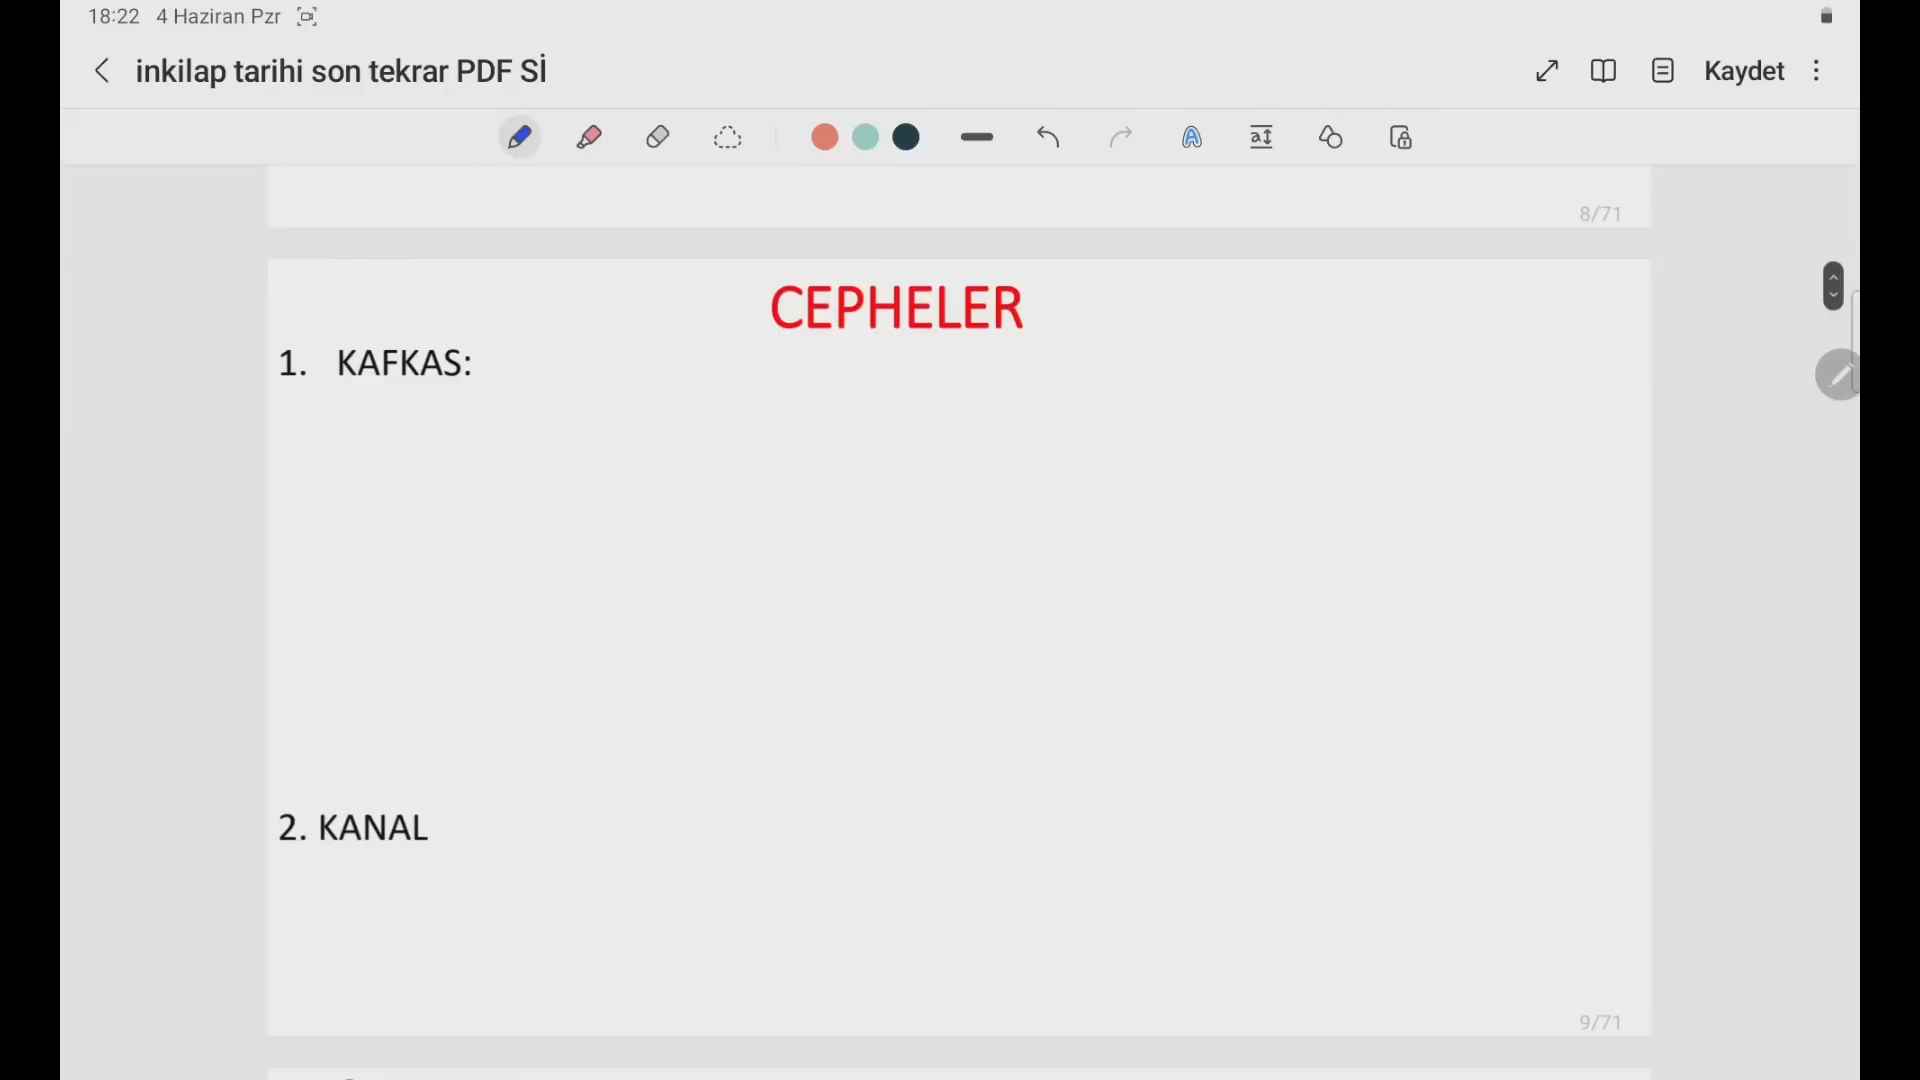 18:22 4 Haziran Pzr
inkilap tarihi son tekrar PDF Sİ
Kaydet
8/71
CEPHELER
1. KAFKAS:
2. KANAL
9/71